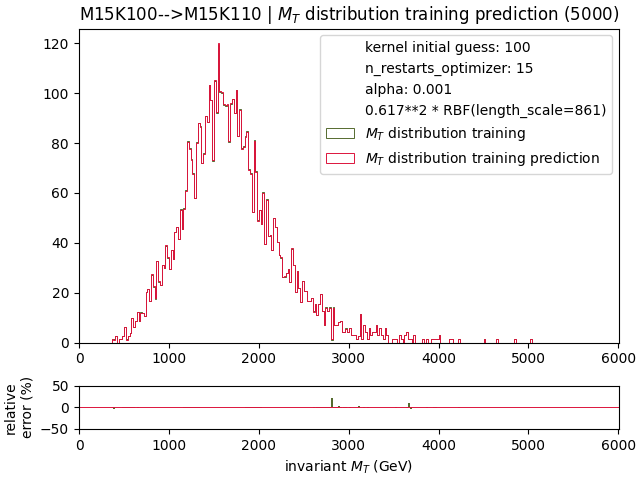 M15K100-->M15K110 | M_T distribution training prediction (5000)
kernel initial guess: 100
n_restarts_optimizer: 15
alpha: 0.001
0.617**2 * RBF(length_scale=861)
M_T distribution training
M_T distribution training prediction
120
100
80
60
40
20
0
0 1000 2000 3000 4000 5000 6000
relative
error (%)
50
0
−50
0 1000 2000 3000 4000 5000 6000
invariant M_T (GeV)